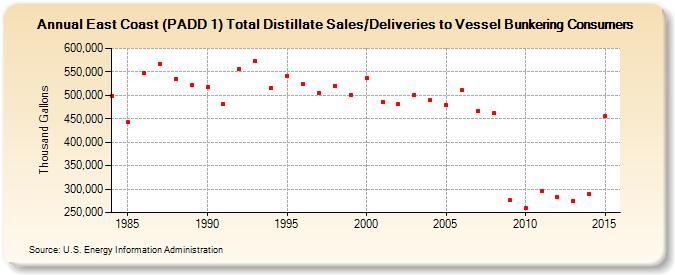 Annual East Coast (PADD 1) Total Distillate Sales/Deliveries to Vessel Bunkering Consumers
Thousand Gallons
600,000
550,000
500,000
450,000
400,000
350,000
300,000
250,000
1985 1990 1995 2000 2005 2010 2015
Source: U.S. Energy Information Administration